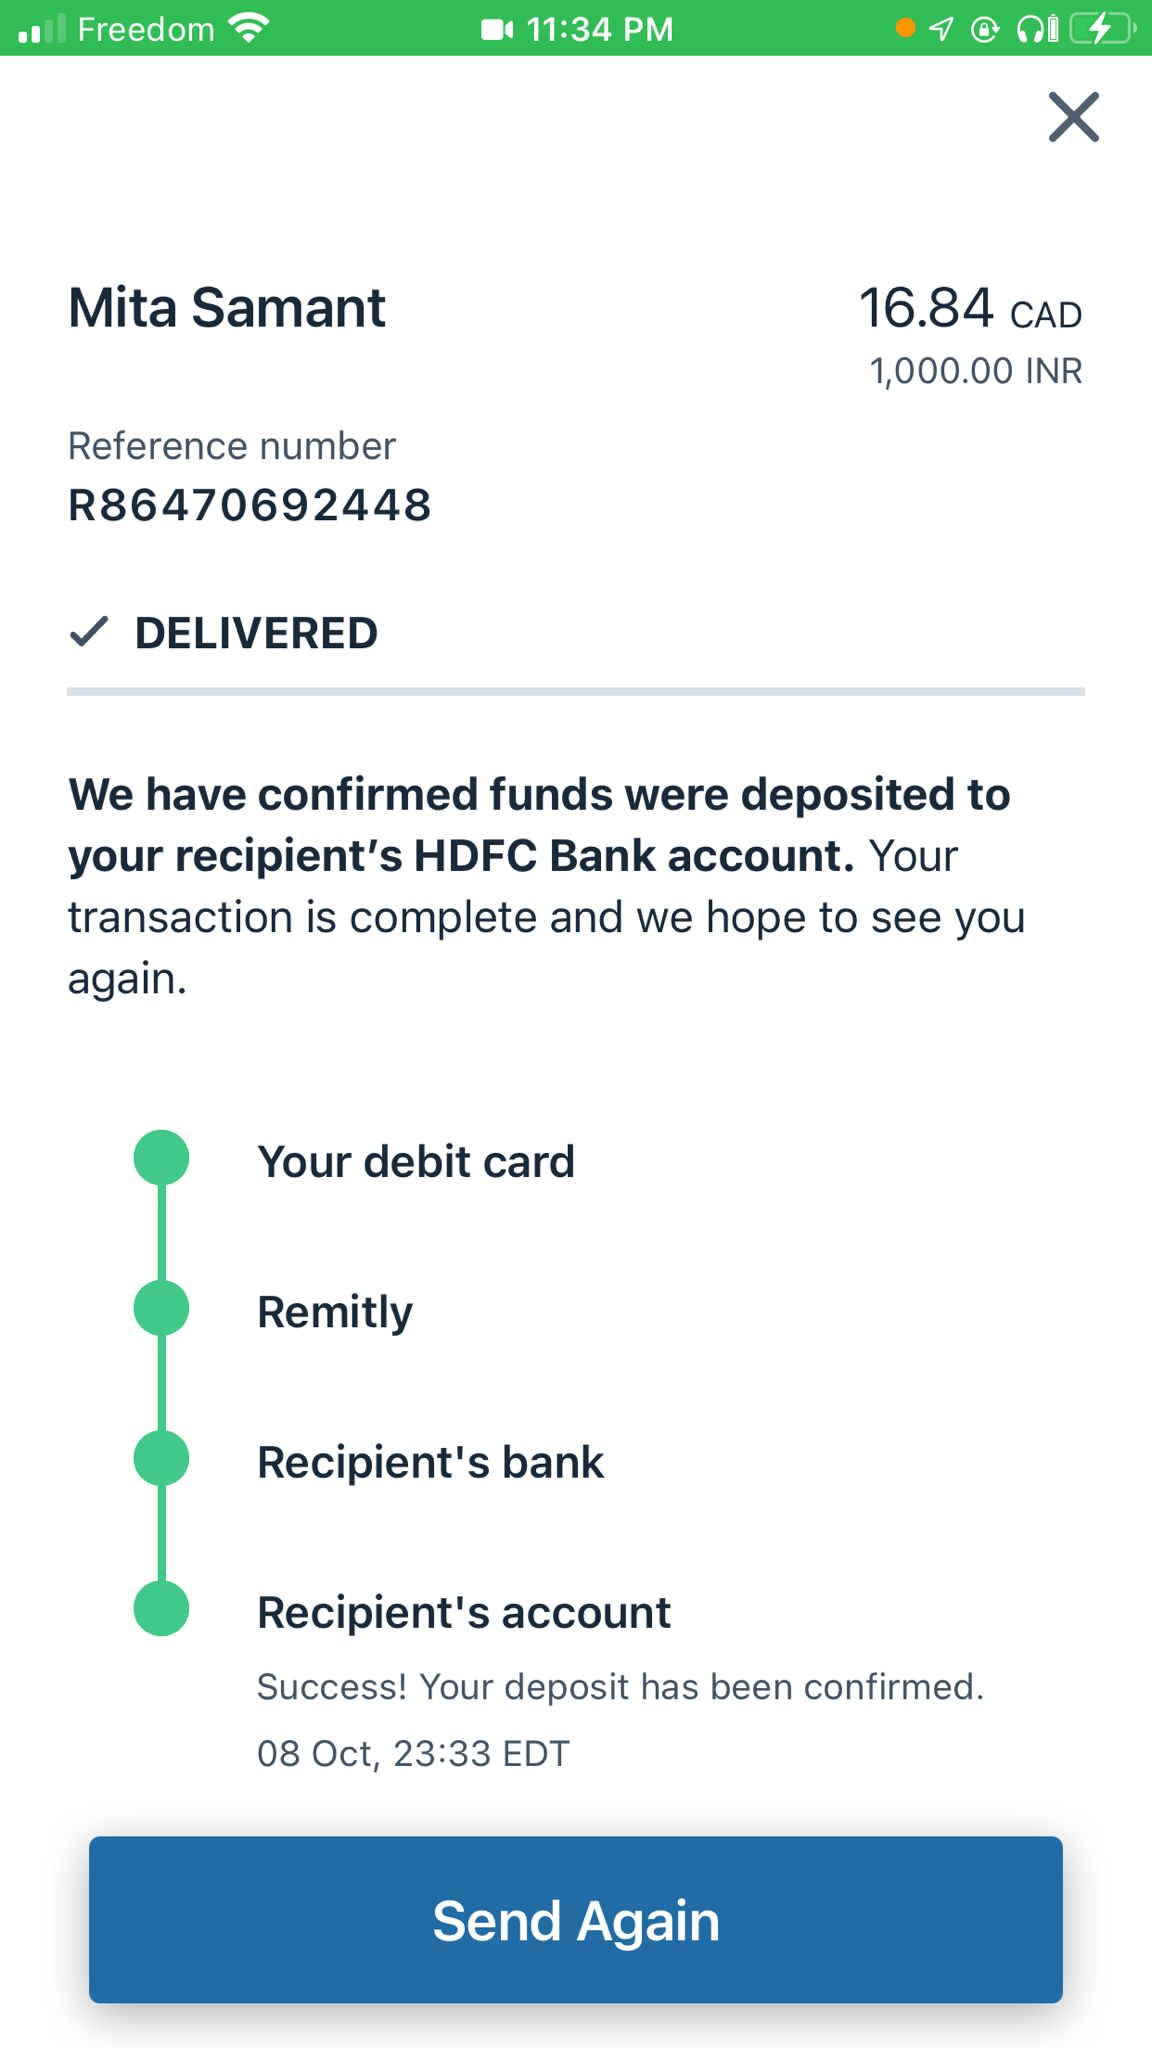 Freedom
11:34 PM
Mita Samant
16.84 CAD
1,000.00 INR
Reference number
R86470692448
DELIVERED
We have confirmed funds were deposited to
your recipient’s HDFC Bank account. Your
transaction is complete and we hope to see you
again.
Your debit card
Remitly
Recipient's bank
Recipient's account
Success! Your deposit has been confirmed.
08 Oct, 23:33 EDT
Send Again